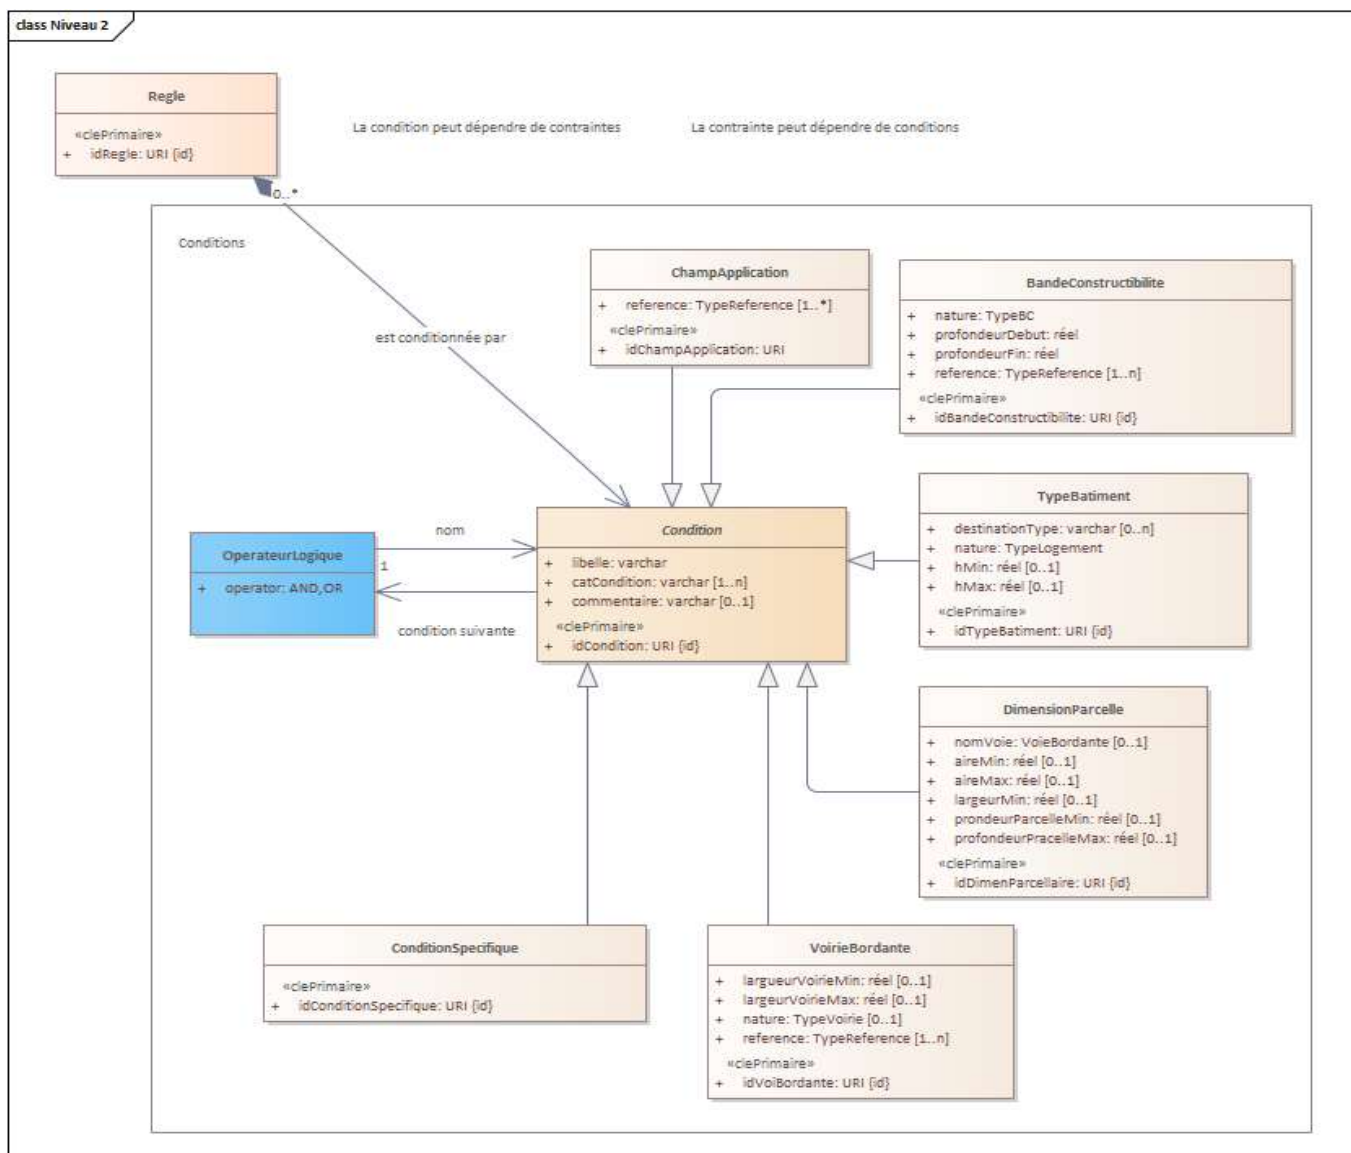 class Niveau 2
Regle
«clePrimaire»
+ idRegle: URI {id}
La condition peut dépendre de contraintes
La contrainte peut dépendre de conditions
0..*
Conditions
est conditionnée par
ChampApplication
+ reference: TypeReference [1..*]
«clePrimaire»
+ idChampApplication: URI
BandeConstructibilite
+ nature: TypeBC
+ profondeurDebut: réel
+ profondeurFin: réel
+ reference: TypeReference [1..n]
«clePrimaire»
+ idBandeConstructibilite: URI {id}
OperateurLogique
+ operator: AND,OR
nom
1
condition suivante
Condition
+ libelle: varchar
+ catCondition: varchar [1..n]
+ commentaire: varchar [0..1]
«clePrimaire»
+ idCondition: URI {id}
TypeBatiment
+ destinationType: varchar [0..n]
+ nature: TypeLogement
+ hMin: réel [0..1]
+ hMax: réel [0..1]
«clePrimaire»
+ idTypeBatiment: URI {id}
DimensionParcelle
+ nomVoie: VoieBordante [0..1]
+ aireMin: réel [0..1]
+ aireMax: réel [0..1]
+ largeurMin: réel [0..1]
+ prondeurParcelleMin: réel [0..1]
+ profondeurPracelleMax: réel [0..1]
«clePrimaire»
+ idDimenParcellaire: URI {id}
ConditionSpecifique
«clePrimaire»
+ idConditionSpecifique: URI {id}
VoirieBordante
+ largueurVoirieMin: réel [0..1]
+ largeurVoirieMax: réel [0..1]
+ nature: TypeVoirie [0..1]
+ reference: TypeReference [1..n]
«clePrimaire»
+ idVoiBordante: URI {id}